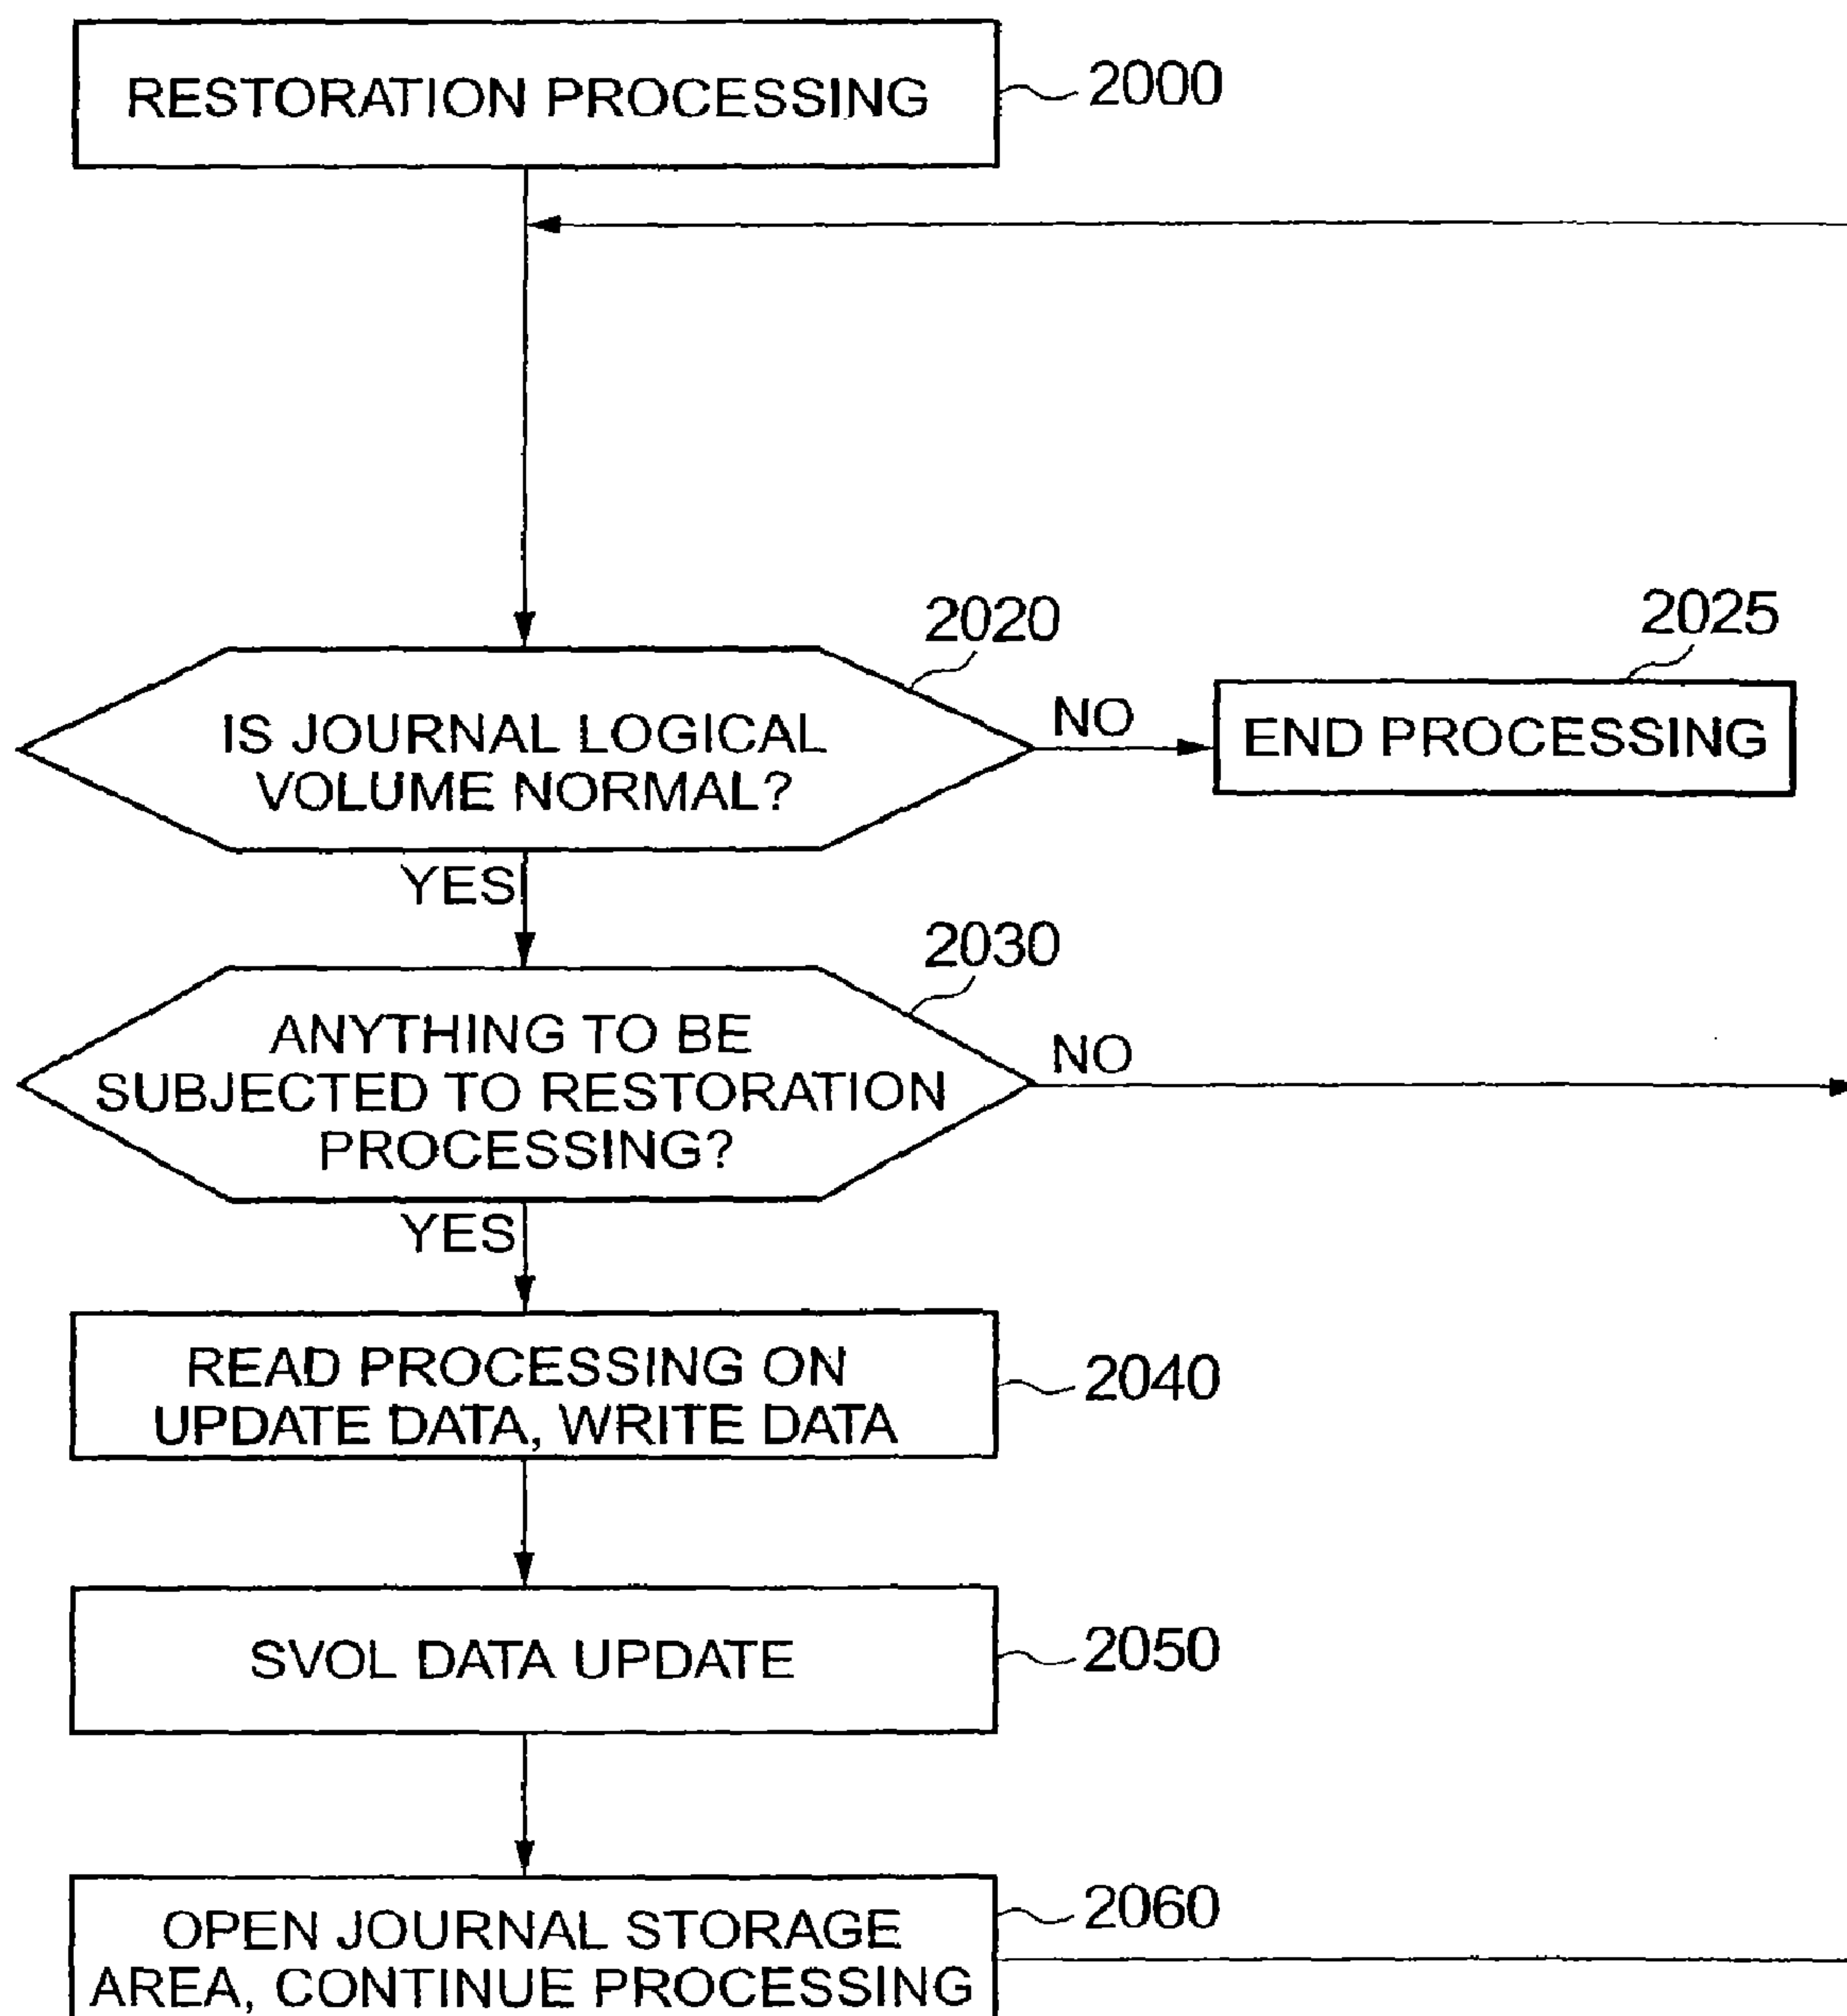 RESTORATION PROCESSING
2000
2020
IS JOURNAL LOGICAL
VOLUME NORMAL?
NO
2025
END PROCESSING
YES
2030
ANYTHING TO BE
SUBJECTED TO RESTORATION
PROCESSING?
NO
YES
READ PROCESSING ON
UPDATE DATA, WRITE DATA
2040
SVOL DATA UPDATE
2050
OPEN JOURNAL STORAGE
AREA, CONTINUE PROCESSING
2060